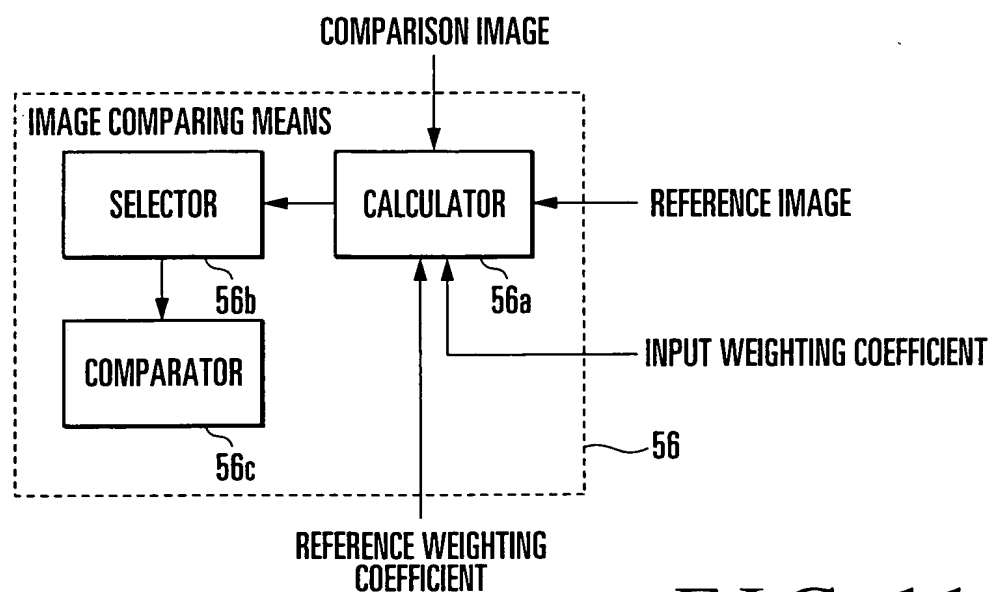 COMPARISON IMAGE
IMAGE COMPARING MEANS
SELECTOR
CALCULATOR
REFERENCE IMAGE
56b
56a
COMPARATOR
INPUT WEIGHTING COEFFICIENT
56c
56
REFERENCE WEIGHTING
COEFFICIENT